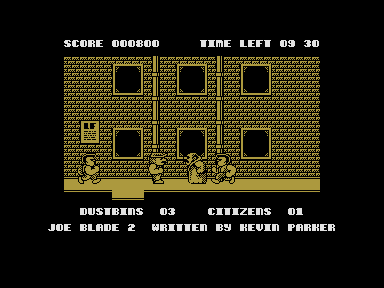 SCORE 000800 TIME LEFT 09 30
DUSTBINS 03 CITIZENS 01
JOE BLADE 2 WRITTEN BY KEVIN PARKER